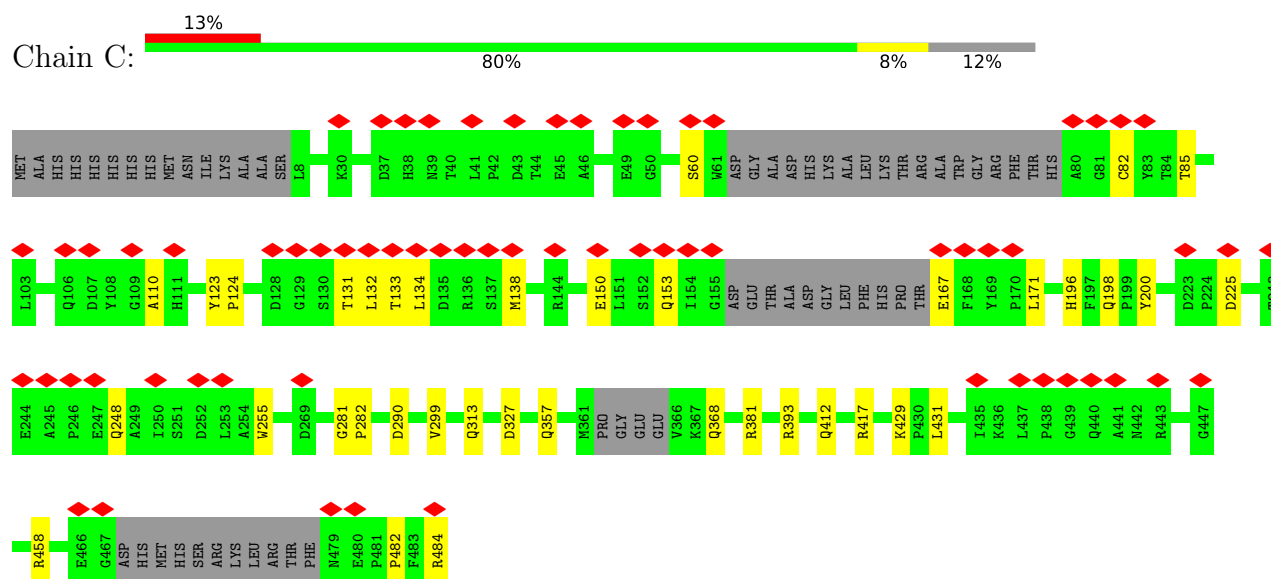 13%
Chain C:
80% 8% 12%
MET ALA HIS HIS HIS HIS HIS HIS MET ASN ILE LYS ALA ALA SER L8 K30 D37 H38 N39 T40 L41 P42 D43 T44 E45 A46 E49 G50 S60 W61 ASP GLY ALA ASP HIS LYS ALA LEU LYS THR ARG ALA TRP GLY ARG PHE THR HIS A80 G81 C82 Y83 T84 T85
L103 Q106 D107 Y108 G109 A110 H111 Y123 P124 D128 G129 S130 T131 L132 T133 L134 D135 R136 S137 M138 R144 E150 L151 S152 Q153 I154 G155 ASP GLU THR ALA ASP GLY LEU PHE HIS PRO THR E167 F168 Y169 P170 L171 H196 F197 Q198 P199 Y200 D223 P224 D225
E244 A245 P246 E247 Q248 A249 I250 S251 D252 L253 A254 W255 D269 G281 P282 D290 V299 Q313 D327 Q357 M361 PRO GLY GLU GLU V366 K367 Q368 R381 R393 Q412 R417 K429 P430 L431 I435 K436 L437 P438 G439 Q440 A441 N442 R443 G447
R458 E466 G467 ASP HIS MET HIS SER ARG LYS LEU ARG THR PHE N479 E480 P481 P482 F483 R484